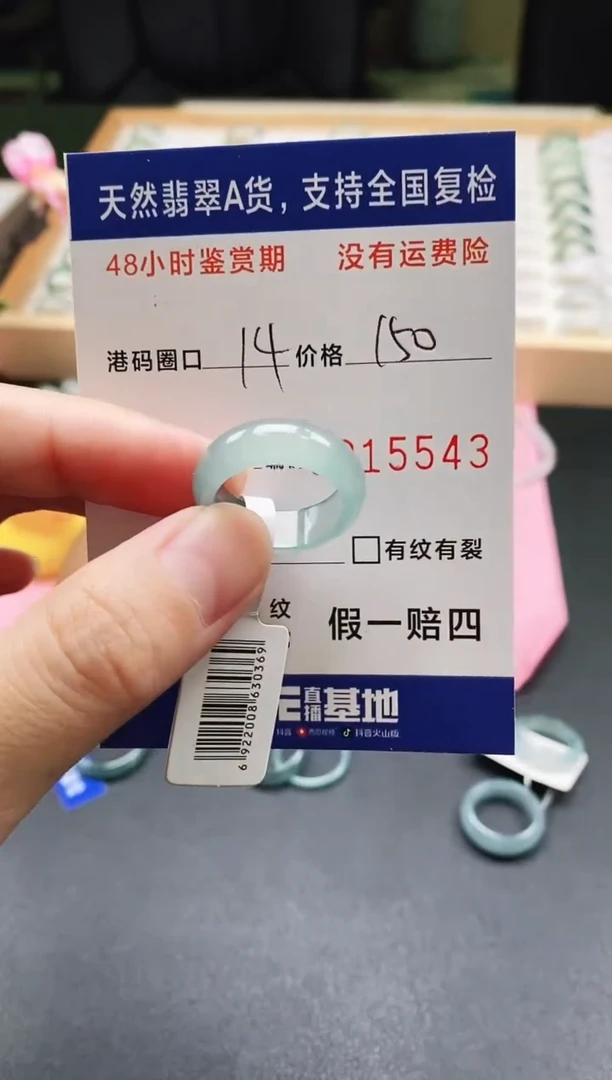 天然翡翠A货，支持全国复检
48小时鉴赏期 没有运费险
港码圈口 14 价格 150
15543
□有纹有裂
纹 假一赔四
直播基地
抖音 西瓜视频 抖音火山版
6922008630369